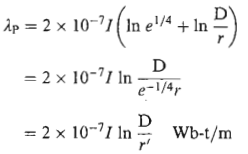 λP = 2 × 10⁻⁷I (ln e^{1/4} + ln D/r)
= 2 × 10⁻⁷I ln D/(e^{-1/4}r)
= 2 × 10⁻⁷I ln D/r′ Wb-t/m